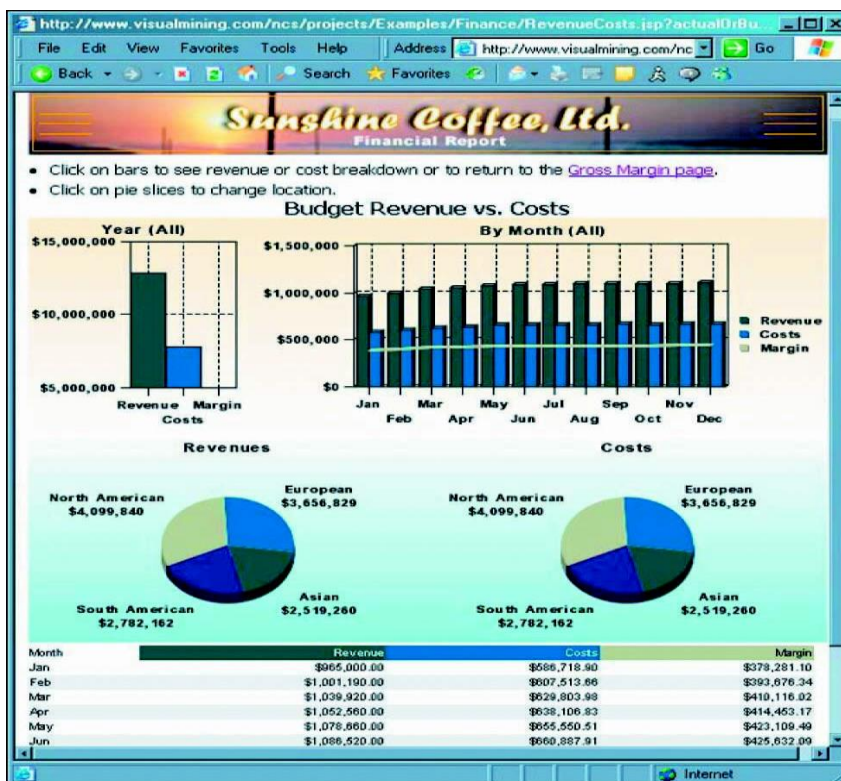 http://www.visualmining.com/ncs/projects/Examples/Finance/RevenueCosts.jsp?actualOrBu...
File Edit View Favorites Tools Help Address http://www.visualmining.com/nc Go
Back Search Favorites
Sunshine Coffee, Ltd.
Financial Report
• Click on bars to see revenue or cost breakdown or to return to the Gross Margin page.
• Click on pie slices to change location.
Budget Revenue vs. Costs
Year (All)
$15,000,000
$10,000,000
$5,000,000
Revenue Margin
Costs
By Month (All)
$1,500,000
$1,000,000
$500,000
$0
Jan Mar May Jul Sep Nov
Feb Apr Jun Aug Oct Dec
Revenue
Costs
Margin
Revenues
North American
$4,099,840
European
$3,656,829
South American
$2,782,162
Asian
$2,519,260
Costs
North American
$4,099,840
European
$3,656,829
South American
$2,782,162
Asian
$2,519,260
Month Revenue Costs Margin
Jan $965,000.00 $586,718.90 $378,281.10
Feb $1,001,190.00 $607,513.66 $393,676.34
Mar $1,039,920.00 $629,803.98 $410,116.02
Apr $1,052,560.00 $638,106.83 $414,453.17
May $1,078,660.00 $655,550.51 $423,109.49
Jun $1,086,520.00 $660,887.91 $425,632.09
Internet